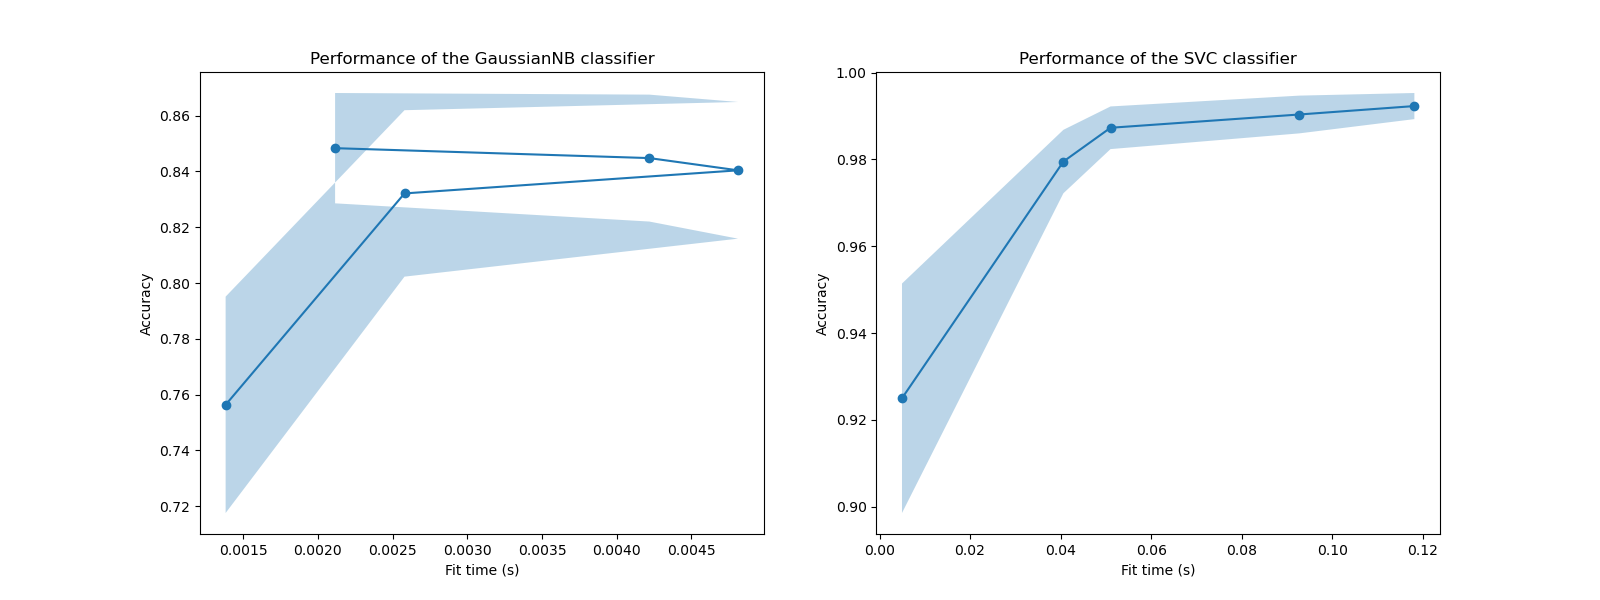 Performance of the GaussianNB classifier
Accuracy
0.86
0.84
0.82
0.80
0.78
0.76
0.74
0.72
0.0015 0.0020 0.0025 0.0030 0.0035 0.0040 0.0045
Fit time (s)
Performance of the SVC classifier
Accuracy
1.00
0.98
0.96
0.94
0.92
0.90
0.00 0.02 0.04 0.06 0.08 0.10 0.12
Fit time (s)